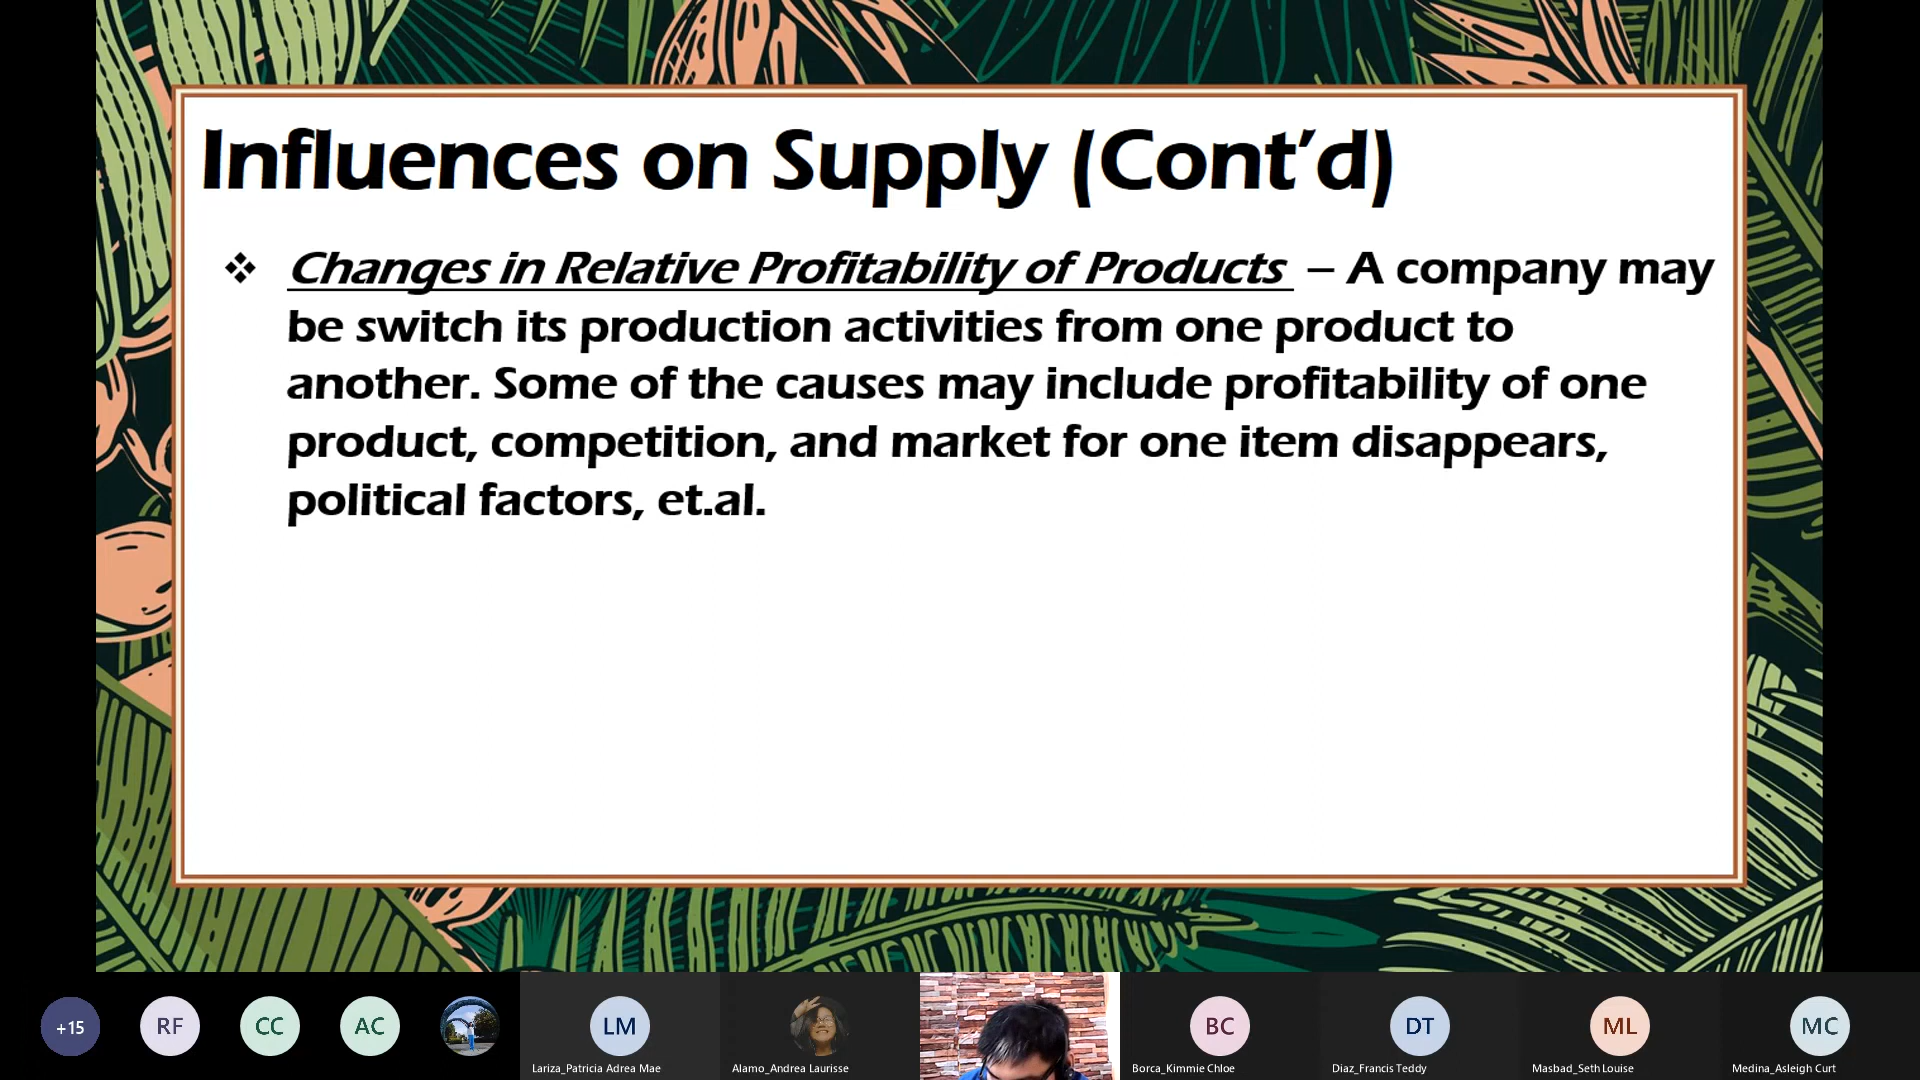 Influences on Supply (Cont’d)
❖ Changes in Relative Profitability of Products – A company may
be switch its production activities from one product to
another. Some of the causes may include profitability of one
product, competition, and market for one item disappears,
political factors, et.al.
+15 RF CC AC LM BC DT ML MC
Lariza_Patricia Adrea Mae Alamo_Andrea Laurisse Borca_Kimmie Chloe Diaz_Francis Teddy Masbad_Seth Louise Medina_Asleigh Curt